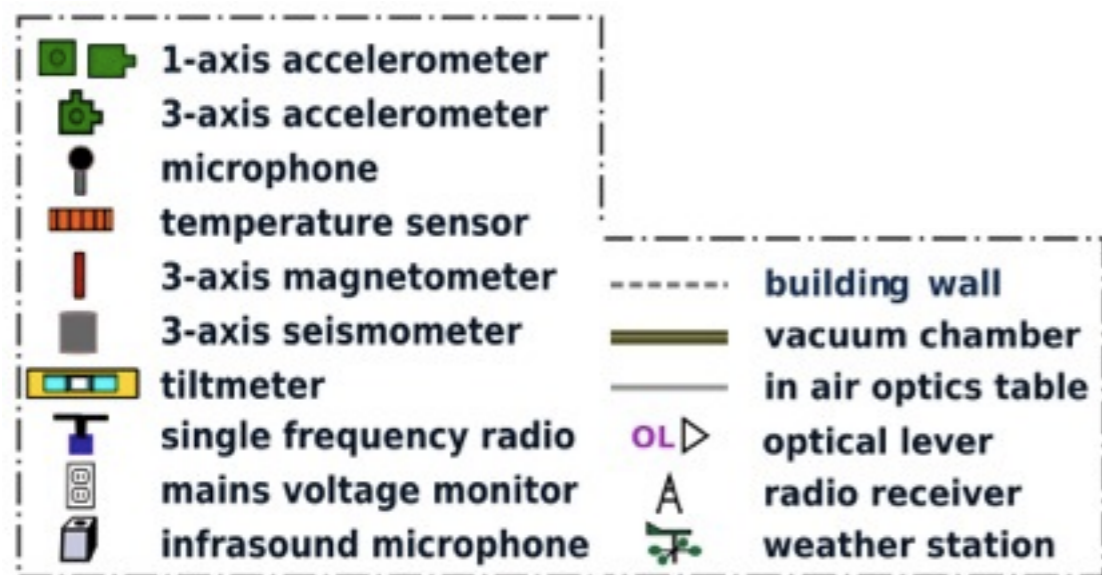 1-axis accelerometer
3-axis accelerometer
microphone
temperature sensor
3-axis magnetometer
3-axis seismometer
tiltmeter
single frequency radio
mains voltage monitor
infrasound microphone
building wall
vacuum chamber
in air optics table
OL optical lever
radio receiver
weather station